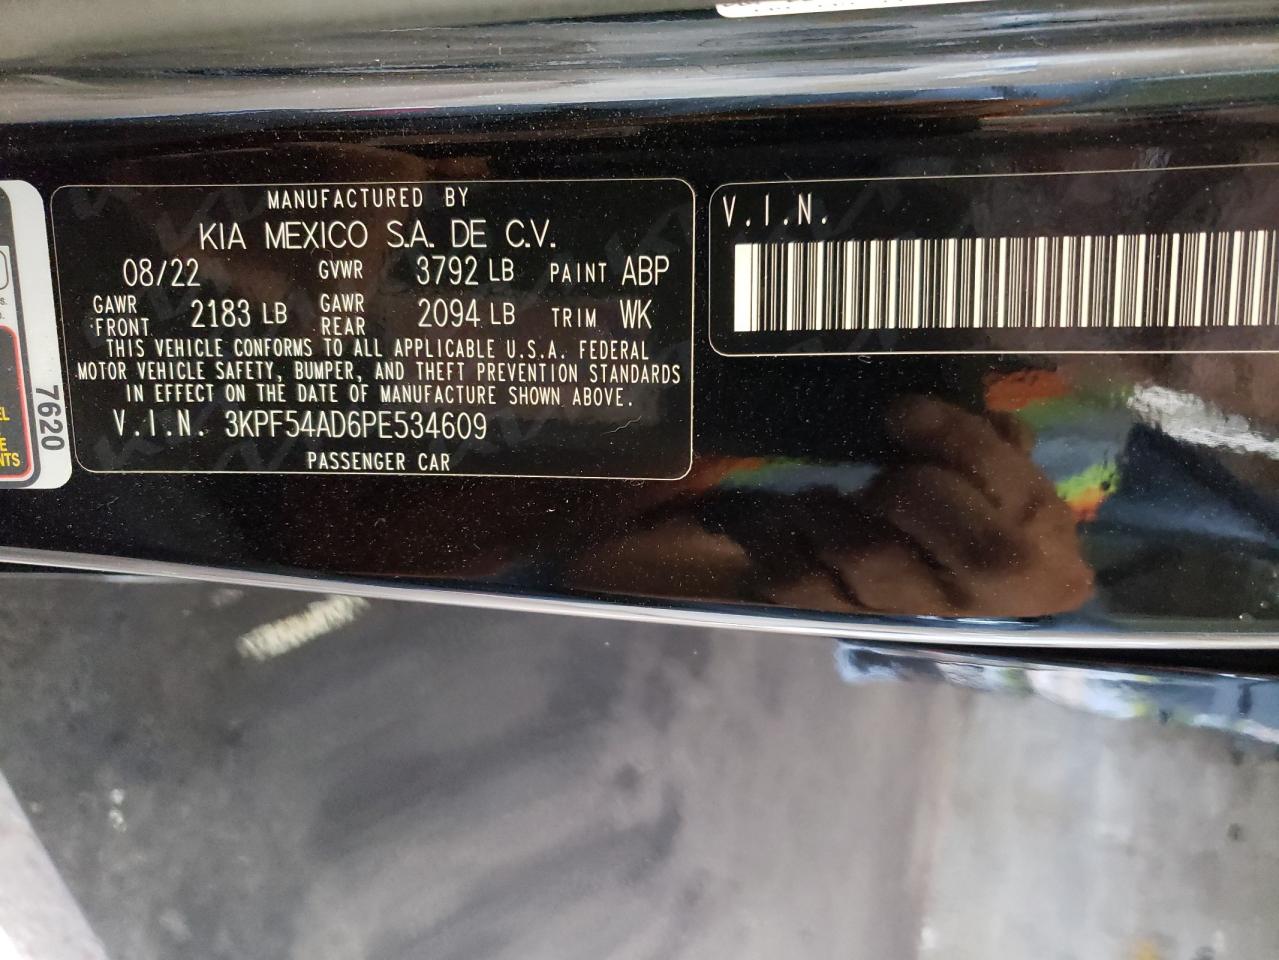 MANUFACTURED BY
KIA MEXICO S.A. DE C.V.
08/22 GVWR 3792 LB PAINT ABP
GAWR FRONT 2183 LB GAWR REAR 2094 LB TRIM WK
THIS VEHICLE CONFORMS TO ALL APPLICABLE U.S.A. FEDERAL
MOTOR VEHICLE SAFETY, BUMPER, AND THEFT PREVENTION STANDARDS
IN EFFECT ON THE DATE OF MANUFACTURE SHOWN ABOVE.
V.I.N. 3KPF54AD6PE534609
PASSENGER CAR
V.I.N.
7620